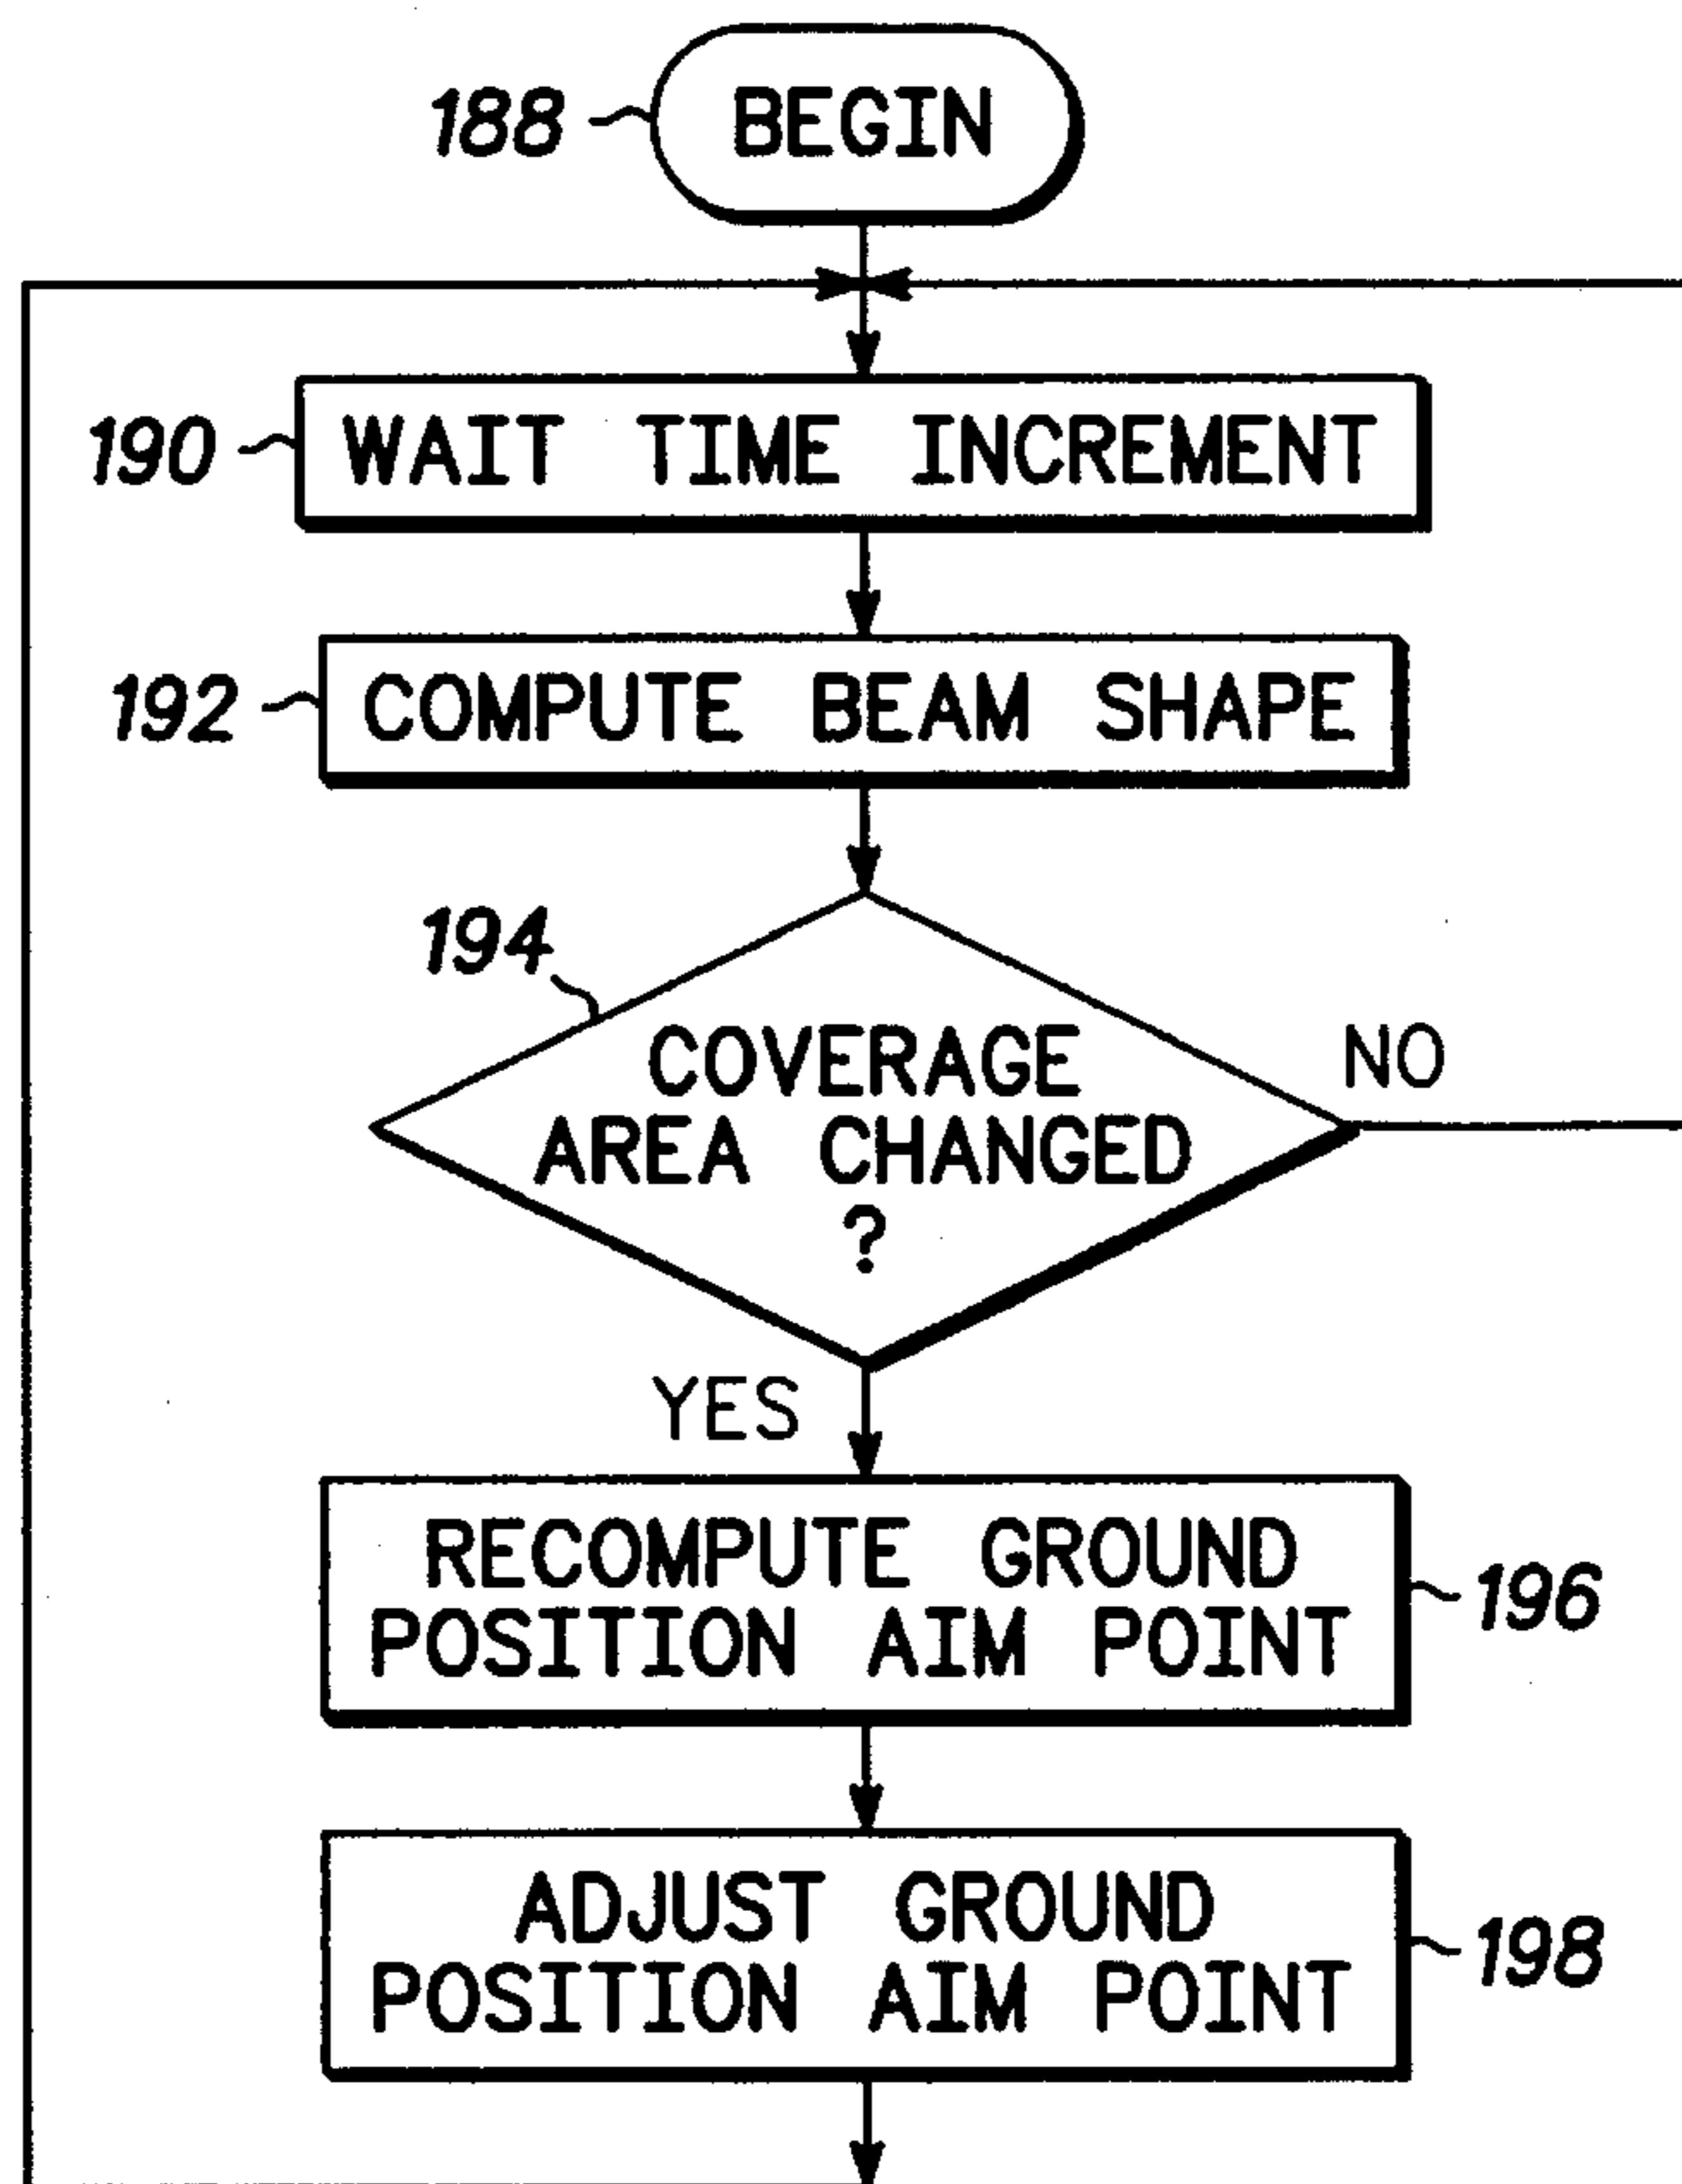 188 BEGIN
190 WAIT TIME INCREMENT
192 COMPUTE BEAM SHAPE
194
COVERAGE
AREA CHANGED
?
NO
YES
RECOMPUTE GROUND
POSITION AIM POINT
196
ADJUST GROUND
POSITION AIM POINT
198